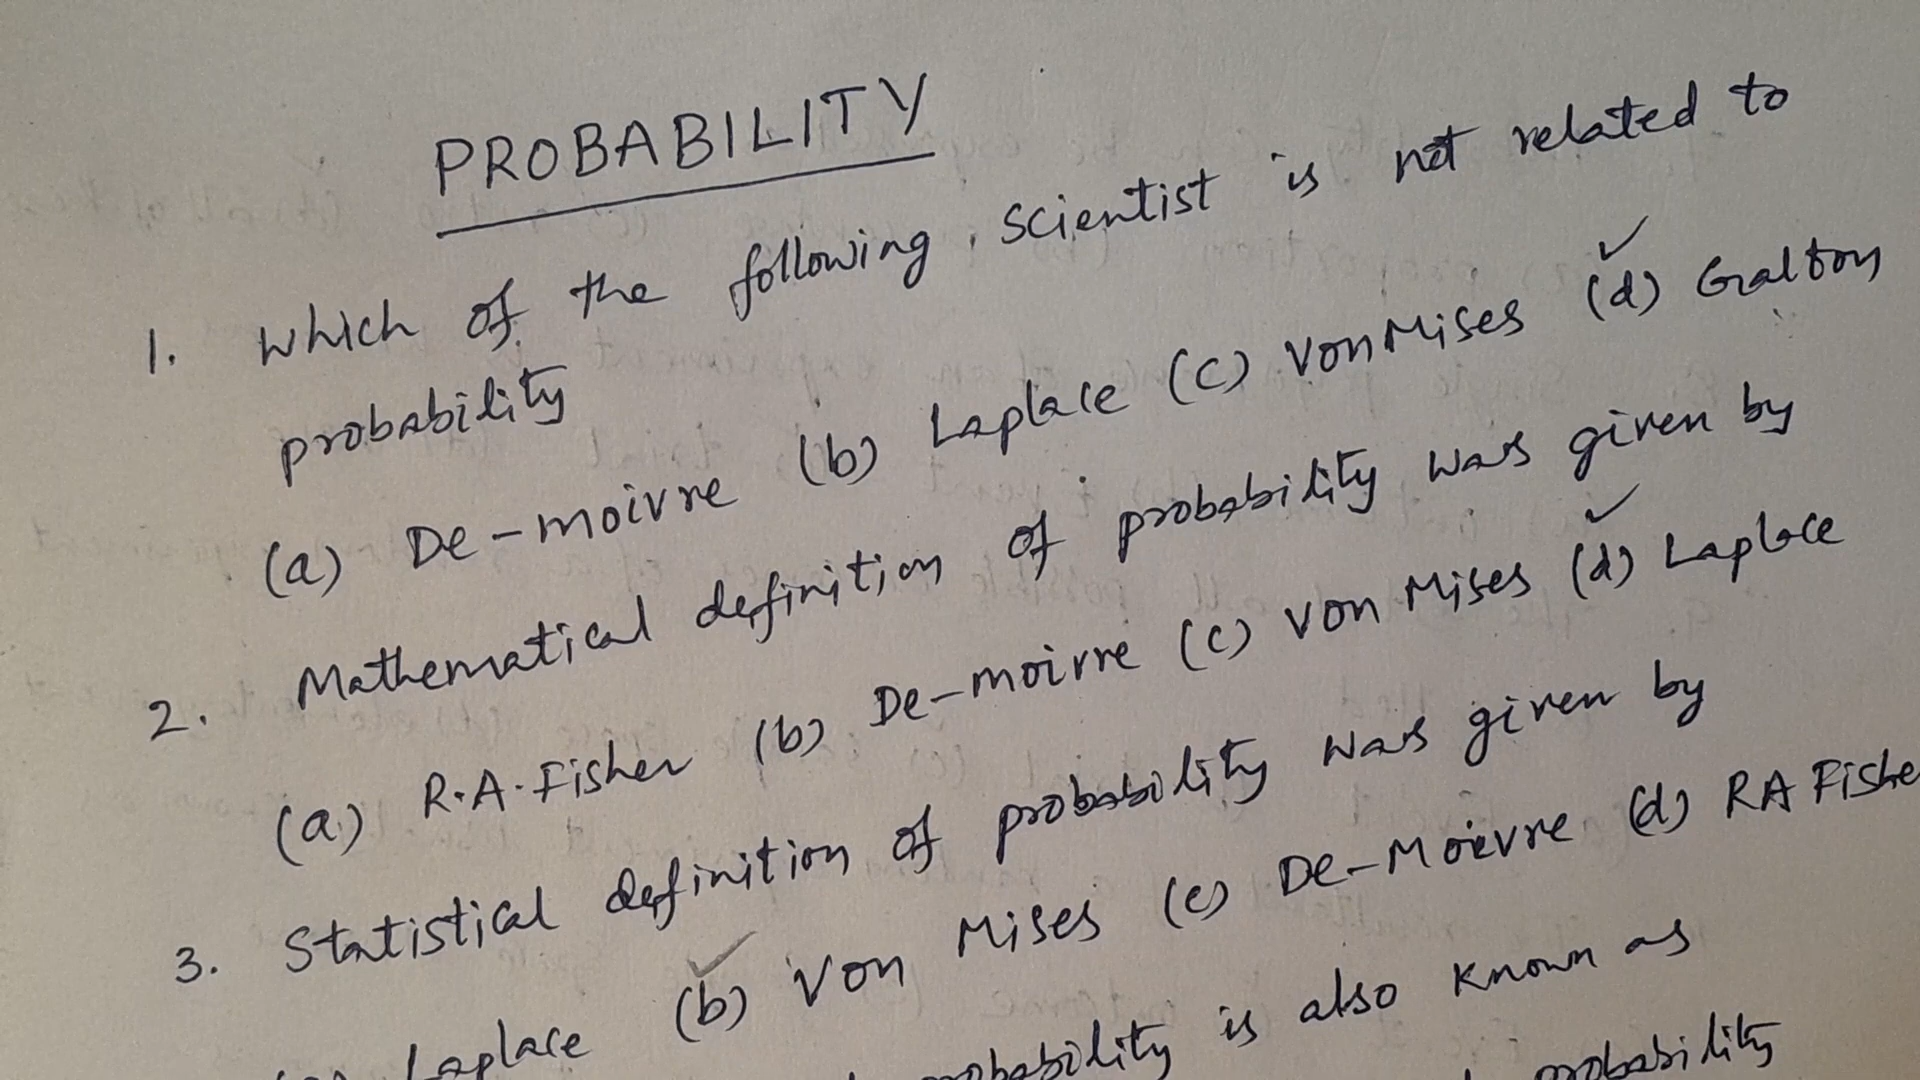 PROBABILITY
1. Which of the following, scientist is not related to
probability
(a) De-moivre (b) Laplace (c) VonMises (d) Galton
2. Mathematical definition of probability was given by
(a) R.A.Fisher (b) De-moivre (c) Von Mises (d) Laplace
3. Statistical definition of probability was given by
Laplace (b) Von Mises (c) De-Moivre (d) RA Fishe
probability is also known as
probability